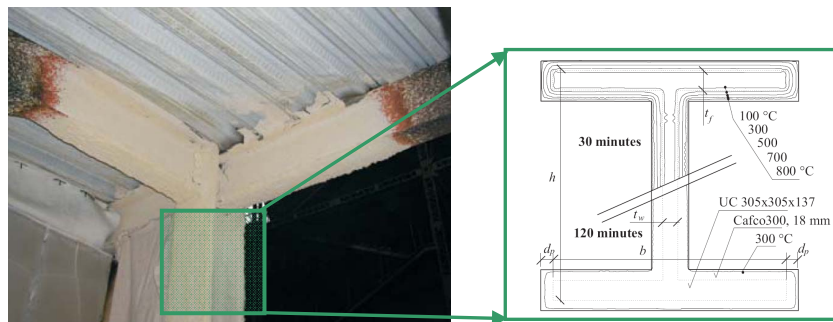 100 °C
300
500
700
800 °C
t_f
30 minutes
h
UC 305x305x137
t_w
Cafco300, 18 mm
120 minutes
300 °C
d_p
b
d_p